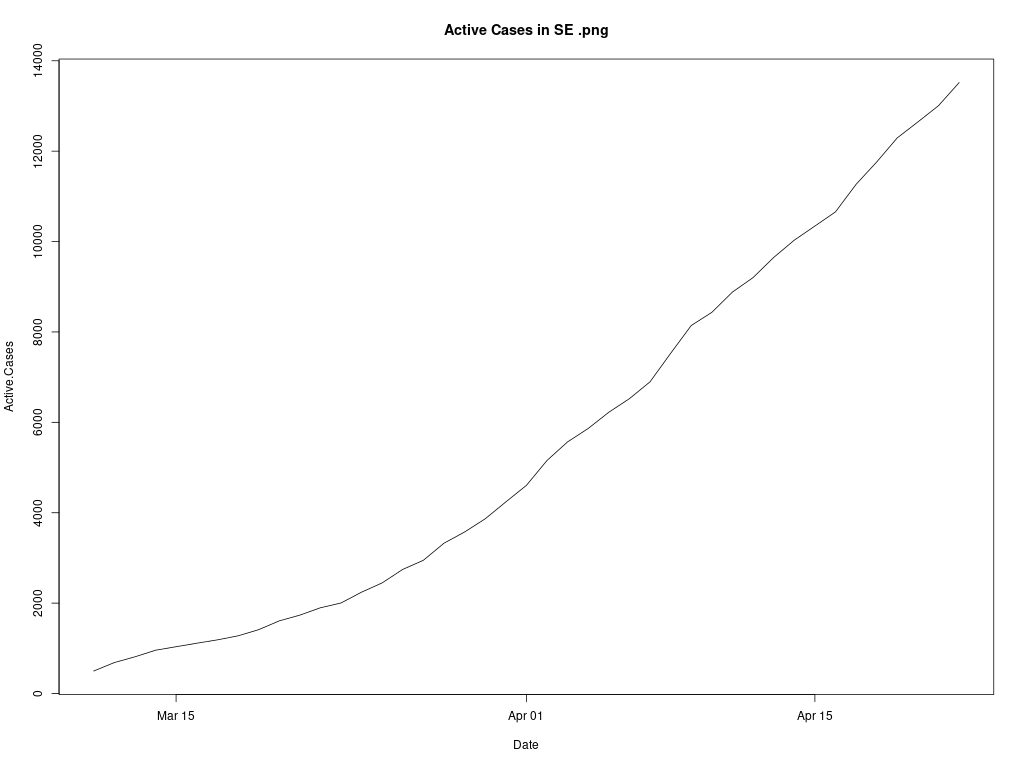 Active Cases in SE .png
Active.Cases
14000
12000
10000
8000
6000
4000
2000
0
Mar 15
Apr 01
Apr 15
Date